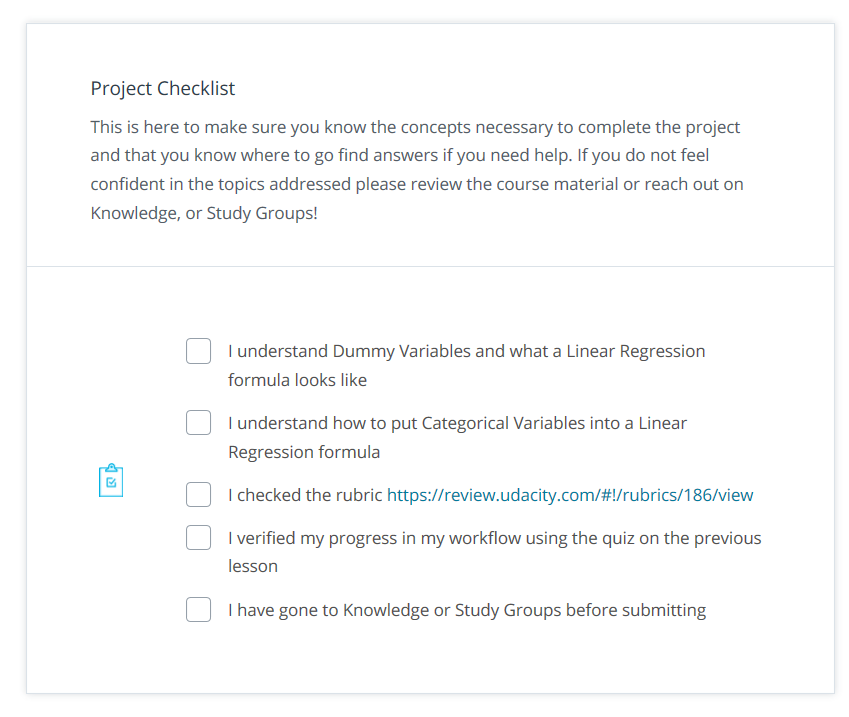 Project Checklist
This is here to make sure you know the concepts necessary to complete the project
and that you know where to go find answers if you need help. If you do not feel
confident in the topics addressed please review the course material or reach out on
Knowledge, or Study Groups!
I understand Dummy Variables and what a Linear Regression
formula looks like
I understand how to put Categorical Variables into a Linear
Regression formula
I checked the rubric https://review.udacity.com/#!/rubrics/186/view
I verified my progress in my workflow using the quiz on the previous
lesson
I have gone to Knowledge or Study Groups before submitting